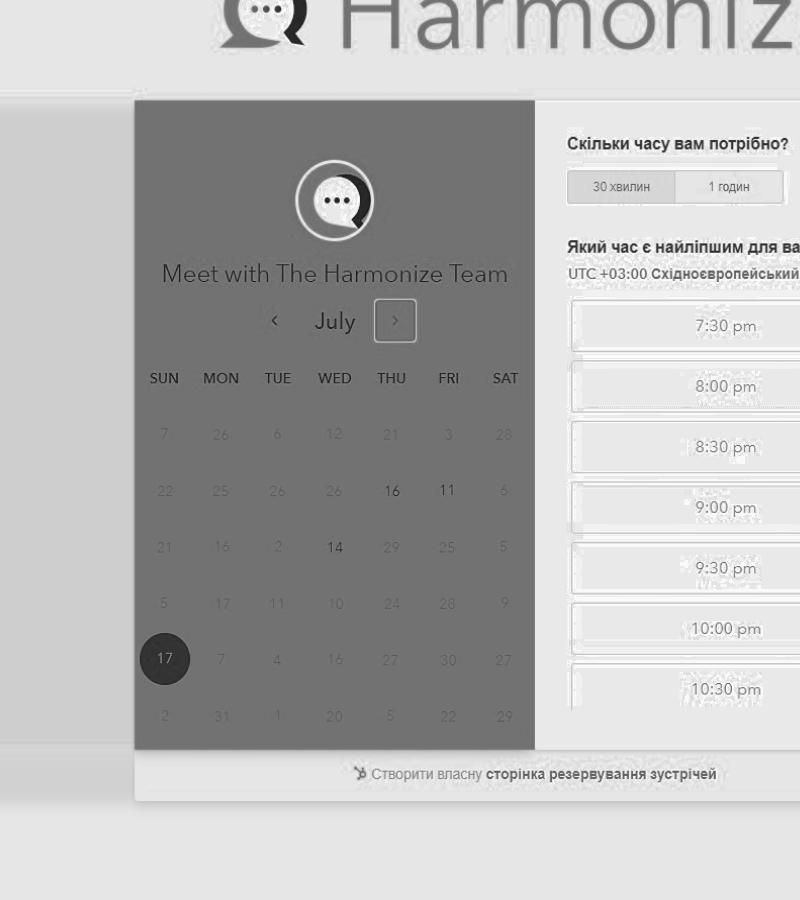 Harmoniz
Meet with The Harmonize Team
July
SUN MON TUE WED THU FRI SAT
7 26 6 12 21 3 28
22 25 26 26 16 11 6
21 16 2 14 29 25 5
5 17 11 10 24 28 9
17 7 4 16 27 30 27
2 31 1 20 5 22 29
Скільки часу вам потрібно?
30 хвилин 1 годин
Який час є найліпшим для ва
UTC +03:00 Східноєвропейський
7:30 pm
8:00 pm
8:30 pm
9:00 pm
9:30 pm
10:00 pm
10:30 pm
Створити власну сторінка резервування зустрічей